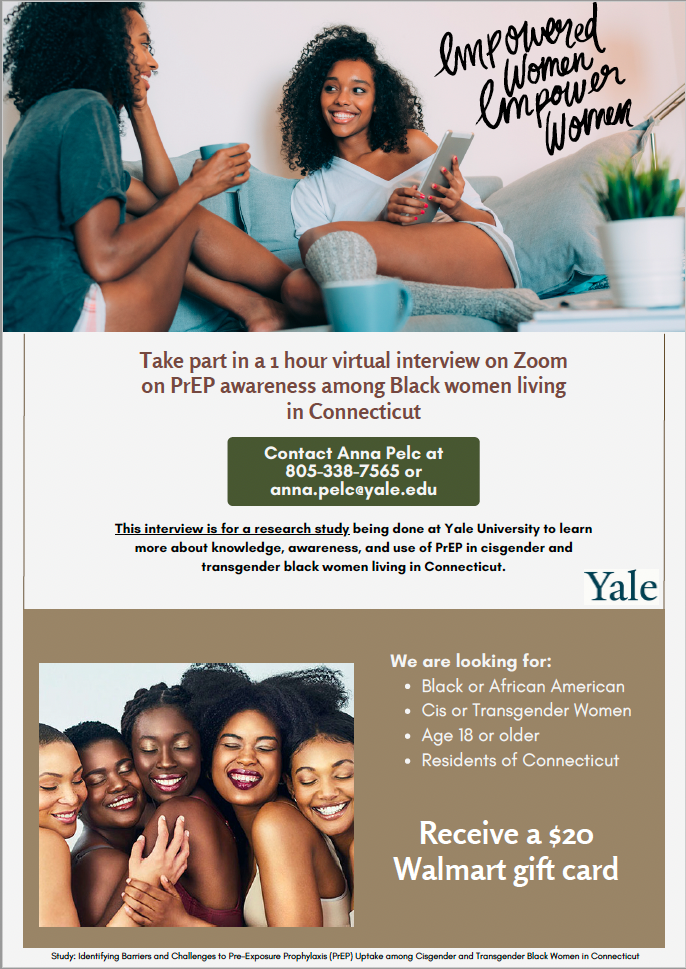 Empowered
Women
Empower
Women
Take part in a 1 hour virtual interview on Zoom
on PrEP awareness among Black women living
in Connecticut
Contact Anna Pelc at
805-338-7565 or
anna.pelc@yale.edu
This interview is for a research study being done at Yale University to learn
more about knowledge, awareness, and use of PrEP in cisgender and
transgender black women living in Connecticut.
Yale
We are looking for:
• Black or African American
• Cis or Transgender Women
• Age 18 or older
• Residents of Connecticut
Receive a $20
Walmart gift card
Study: Identifying Barriers and Challenges to Pre-Exposure Prophylaxis (PrEP) Uptake among Cisgender and Transgender Black Women in Connecticut